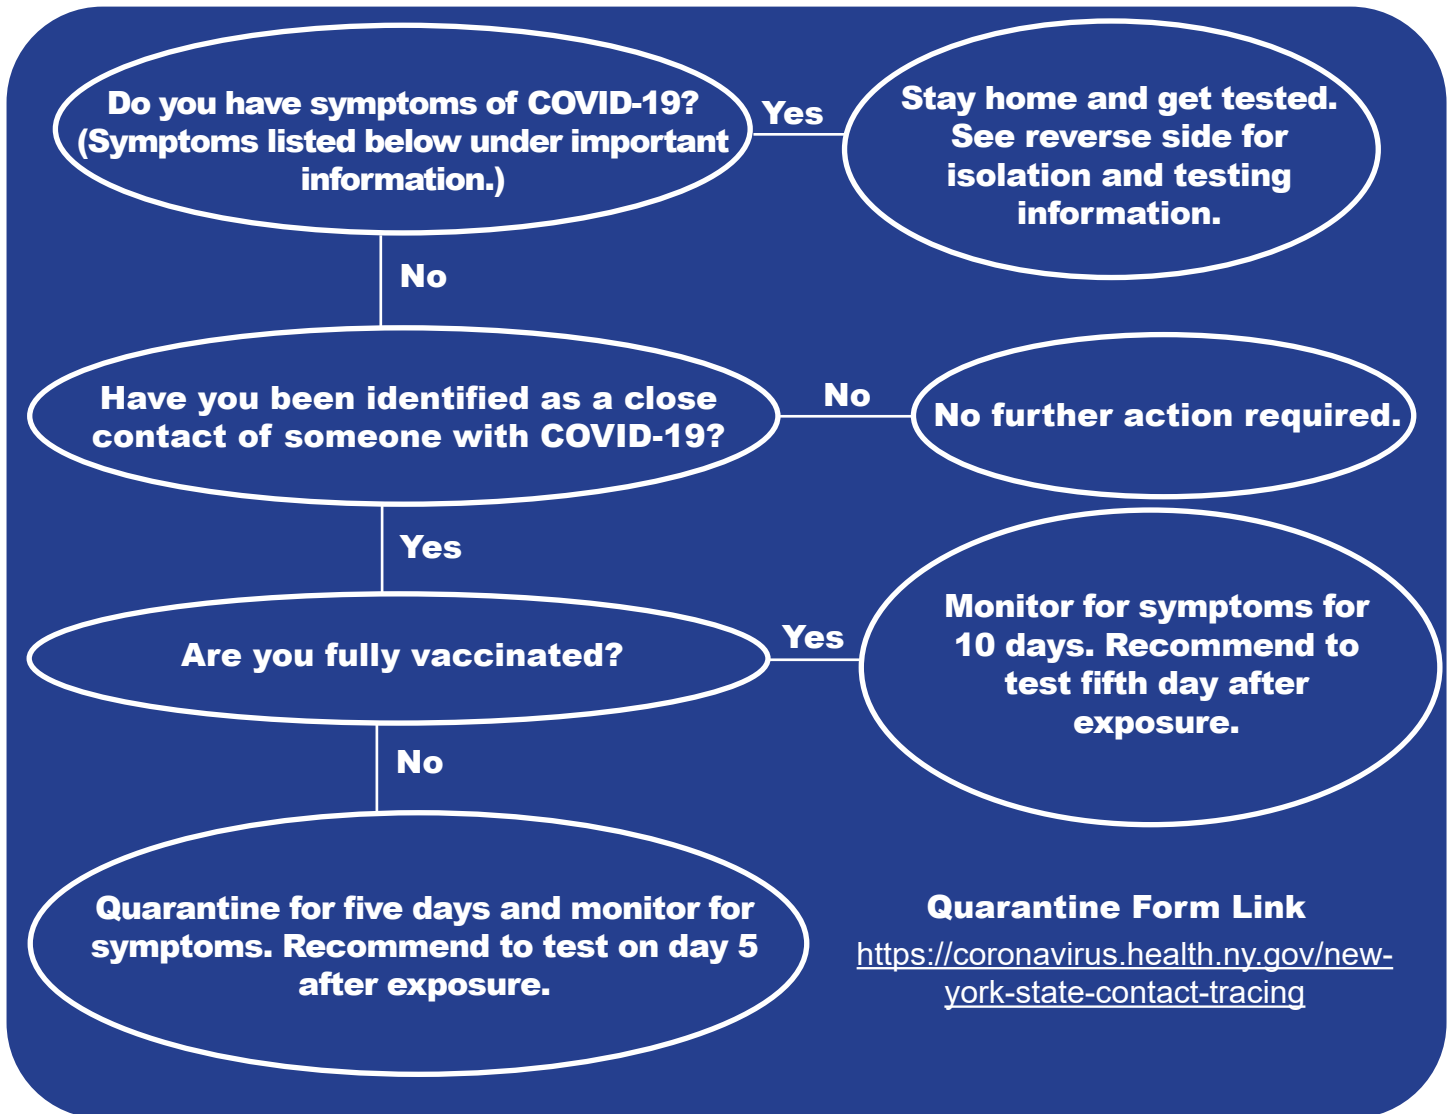 Do you have symptoms of COVID-19?
(Symptoms listed below under important
information.)
Yes
Stay home and get tested.
See reverse side for
isolation and testing
information.
No
Have you been identified as a close
contact of someone with COVID-19?
No
No further action required.
Yes
Are you fully vaccinated?
Yes
Monitor for symptoms for
10 days. Recommend to
test fifth day after
exposure.
No
Quarantine for five days and monitor for
symptoms. Recommend to test on day 5
after exposure.
Quarantine Form Link
https://coronavirus.health.ny.gov/new-
york-state-contact-tracing